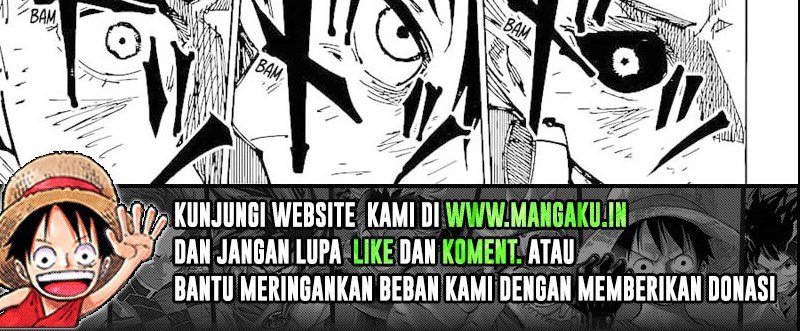 BAM
BAM
BAM
KUNJUNGI WEBSITE KAMI DI WWW.MANGAKU.IN
DAN JANGAN LUPA LIKE DAN KOMENT. ATAU
BANTU MERINGANKAN BEBAN KAMI DENGAN MEMBERIKAN DONASI